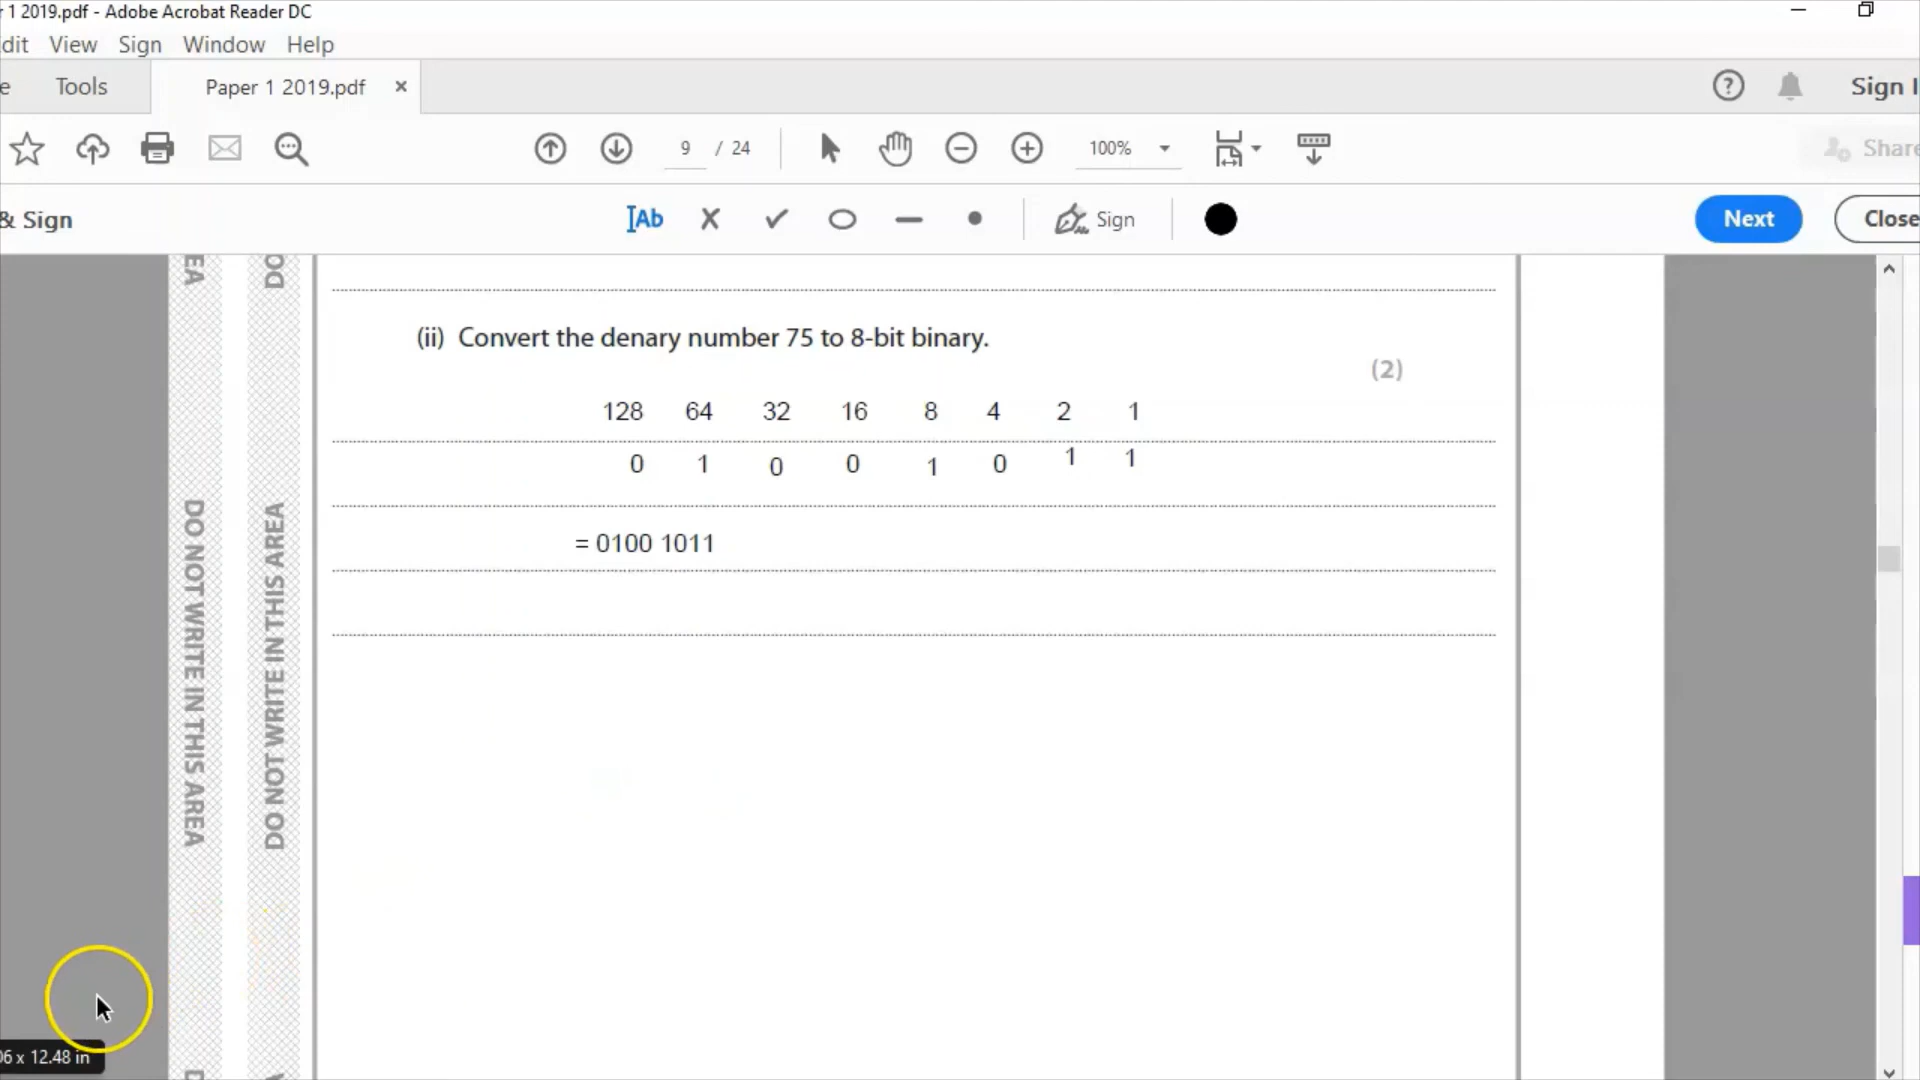 r 1 2019.pdf - Adobe Acrobat Reader DC
dit View Sign Window Help
e Tools Paper 1 2019.pdf × ? Sign I
9 / 24 100% Share
& Sign IAb Sign Next Close
(ii) Convert the denary number 75 to 8-bit binary.
(2)
128 64 32 16 8 4 2 1
0 1 0 0 1 0 1 1
= 0100 1011
EA
DO NOT WRITE IN THIS AREA
D
DO
DO NOT WRITE IN THIS AREA
A
06 x 12.48 in